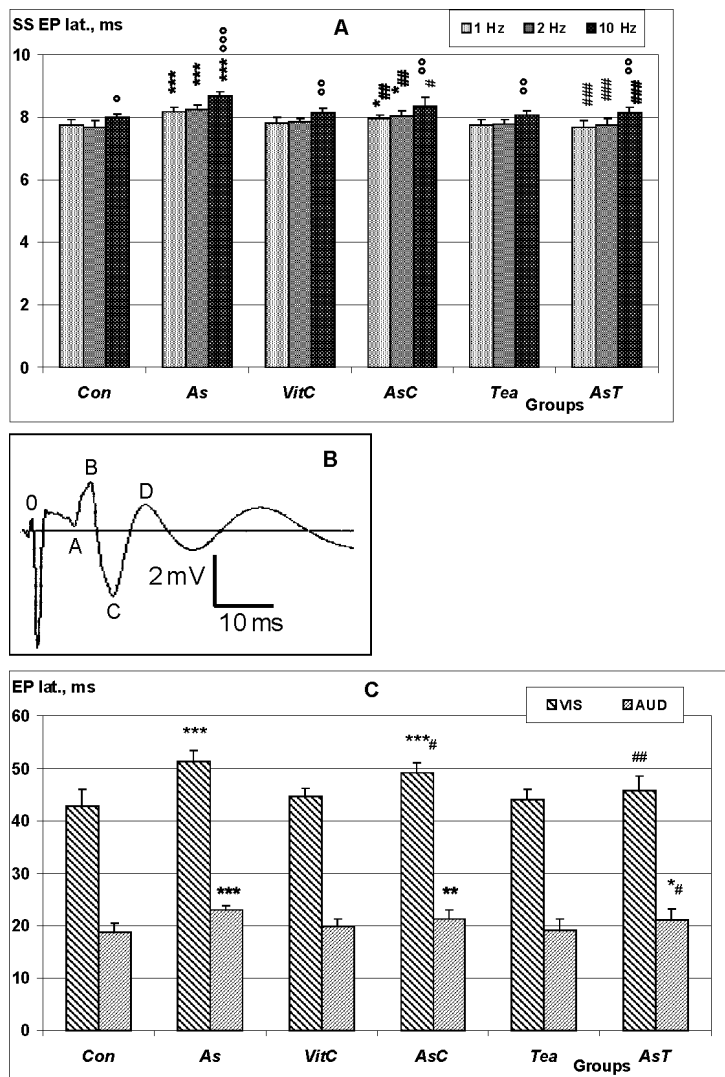 SS EP lat., ms
A
1 Hz 2 Hz 10 Hz
10
8
6
4
2
0
° *** *** ***°°° °° *## *## °°# °° ### ### °°###
Con As VitC AsC Tea AsT
Groups
B
0
B
D
A
C
2 mV
10 ms
EP lat., ms
C
VIS AUD
60
50
40
30
20
10
0
*** ***# ##
*** ** *#
Con As VitC AsC Tea AsT
Groups